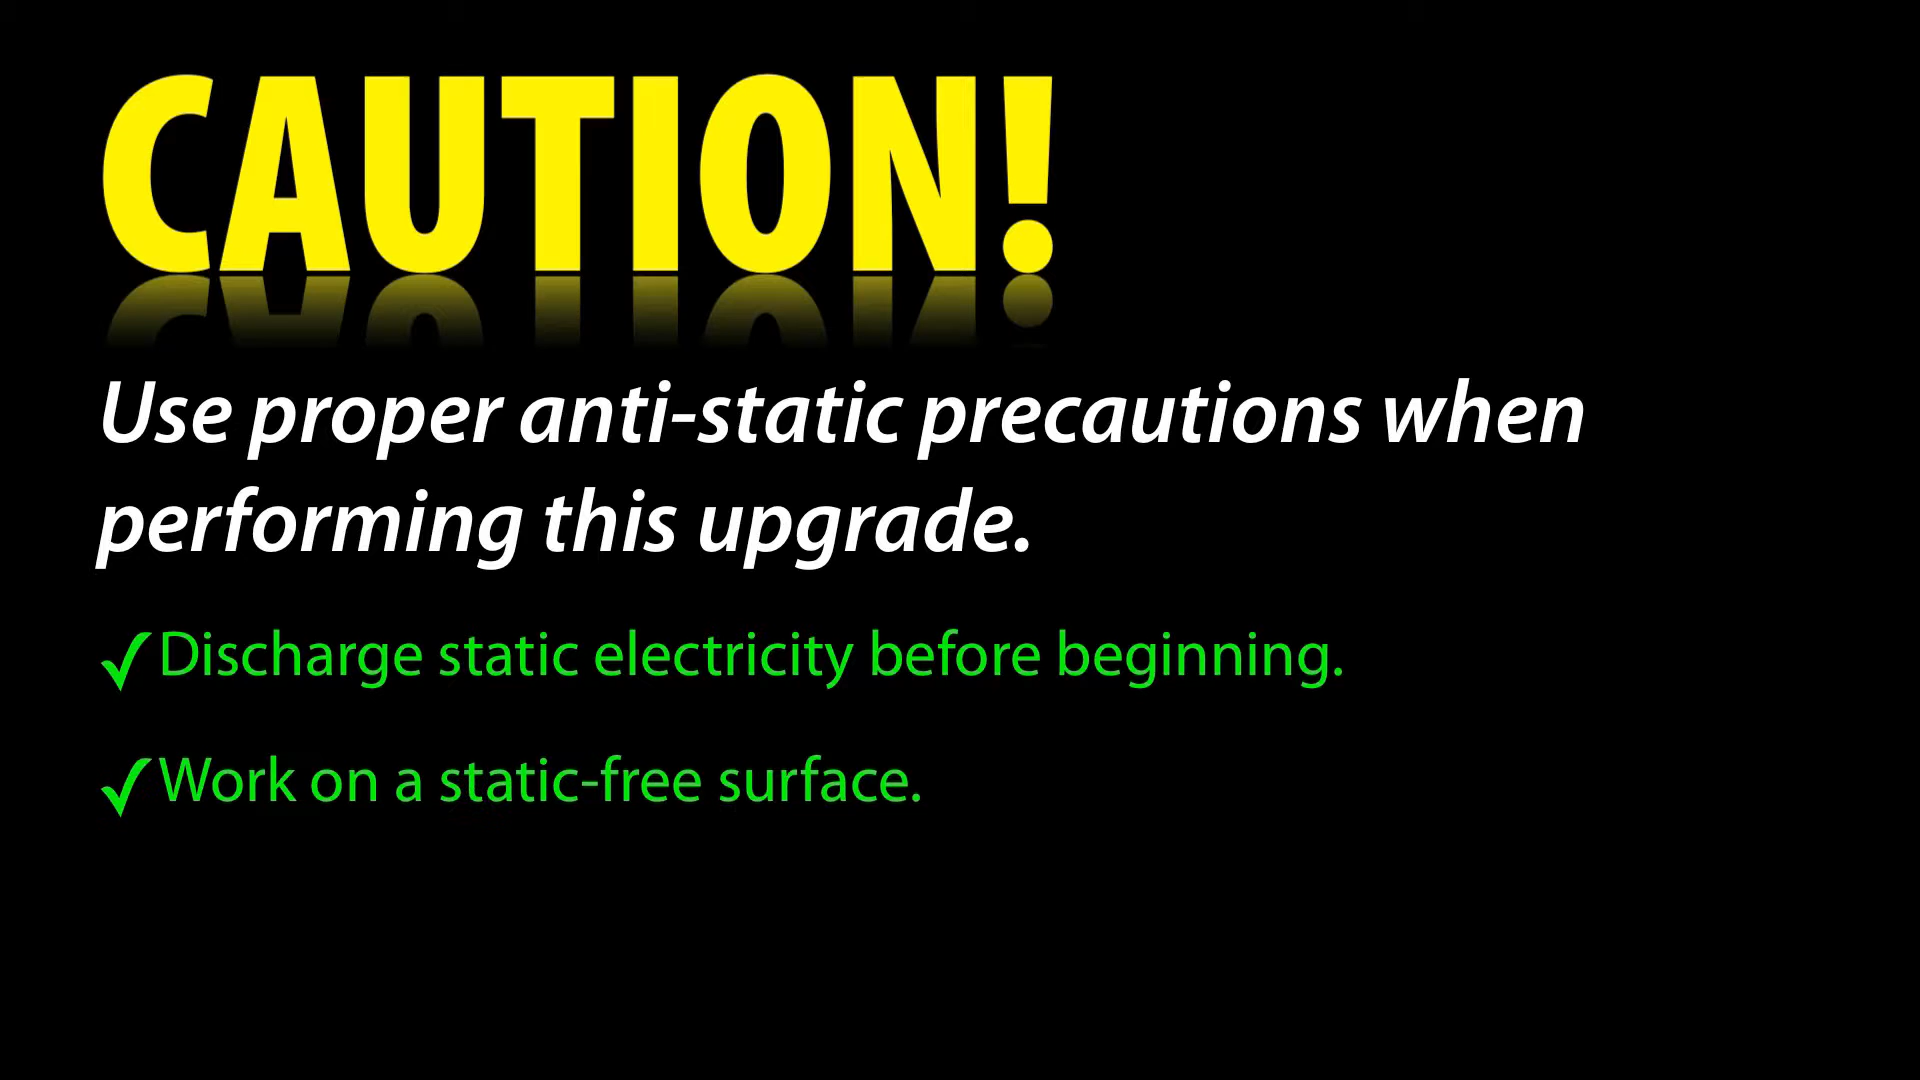 CAUTION!
Use proper anti-static precautions when
performing this upgrade.
✓Discharge static electricity before beginning.
✓Work on a static-free surface.